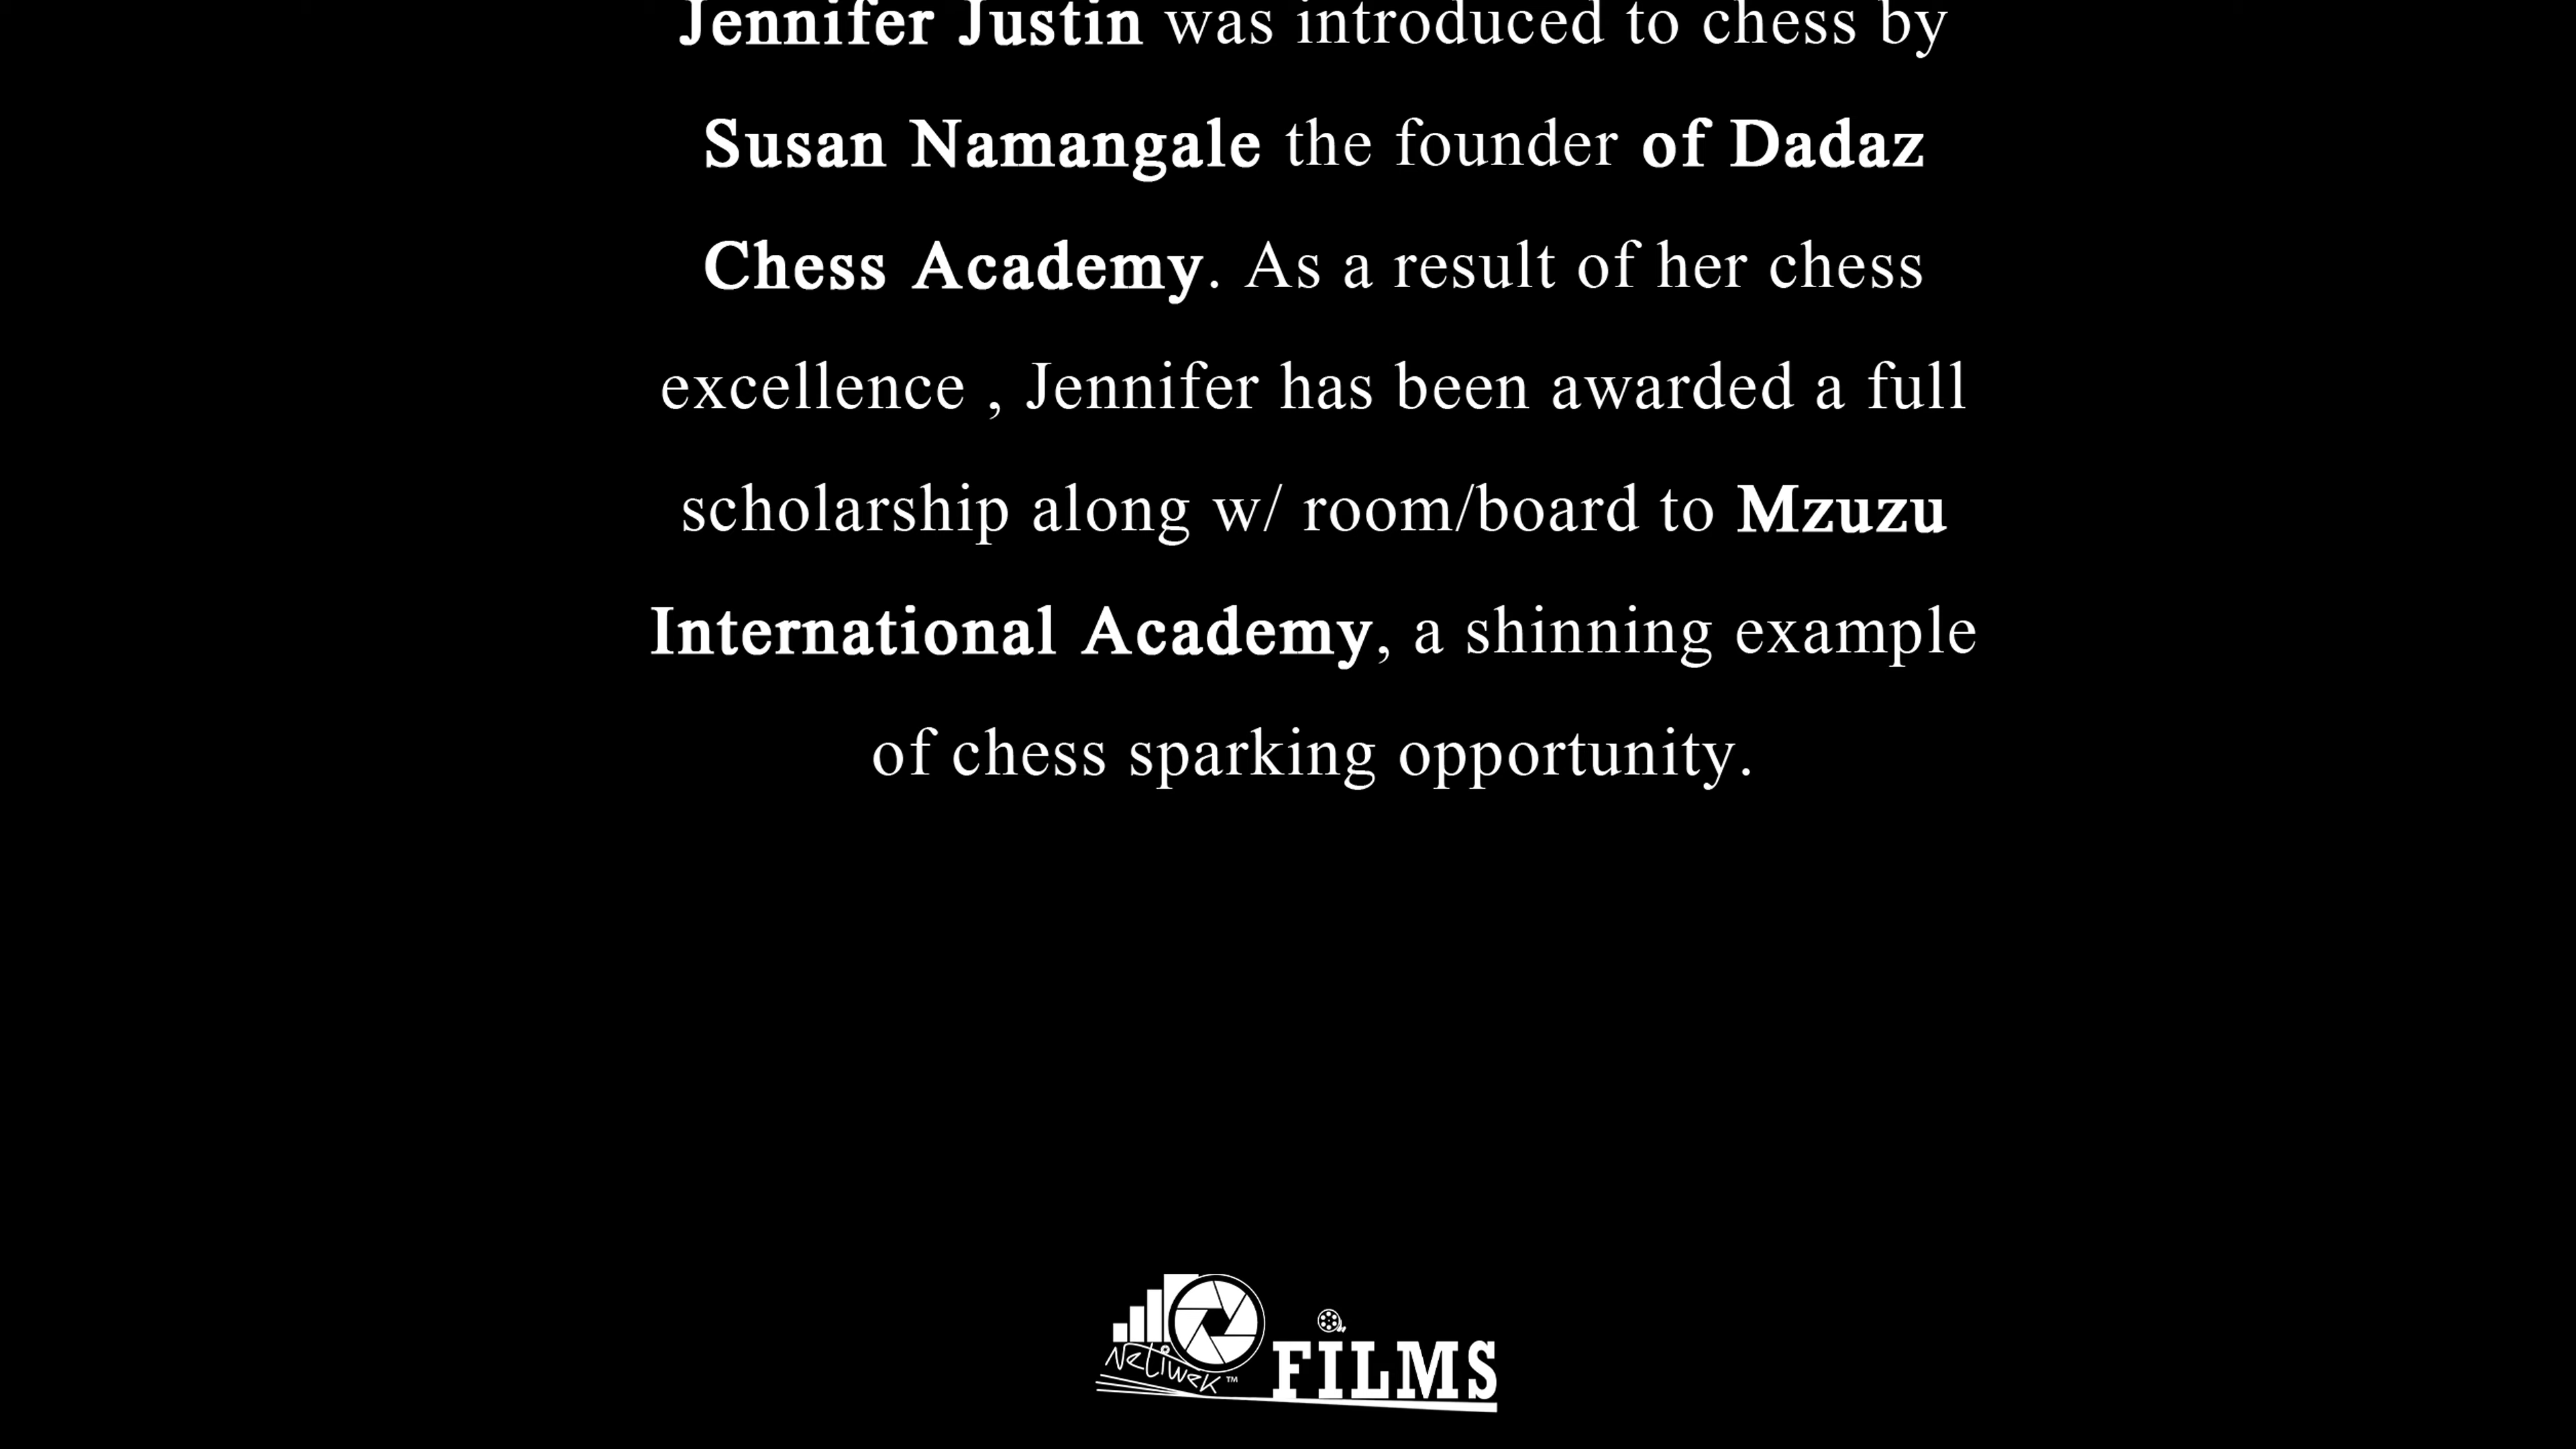 Jennifer Justin was introduced to chess by
Susan Namangale the founder of Dadaz
Chess Academy. As a result of her chess
excellence , Jennifer has been awarded a full
scholarship along w/ room/board to Mzuzu
International Academy, a shinning example
of chess sparking opportunity.
Netiwek™
FiLMS